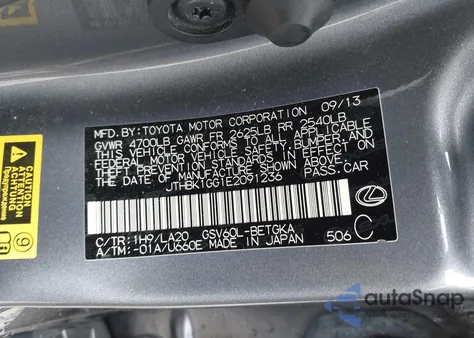 MFD.BY:TOYOTA MOTOR CORPORATION 09/13
GVWR 4700LB GAWR FR 2625LB RR 2540LB
THIS VEHICLE CONFORMS TO ALL APPLICABLE
FEDERAL MOTOR VEHICLE SAFETY, BUMPER, AND
THEFT PREVENTION STANDARDS IN EFFECT ON
THE DATE OF MANUFACTURE SHOWN ABOVE.
JTHBK1GG1E2091236 PASS.CAR
C/TR:1H9/LA20 GSV60L-BETGKA
A/TM:-01A/U660E MADE IN JAPAN 506 C
9
autoSnap